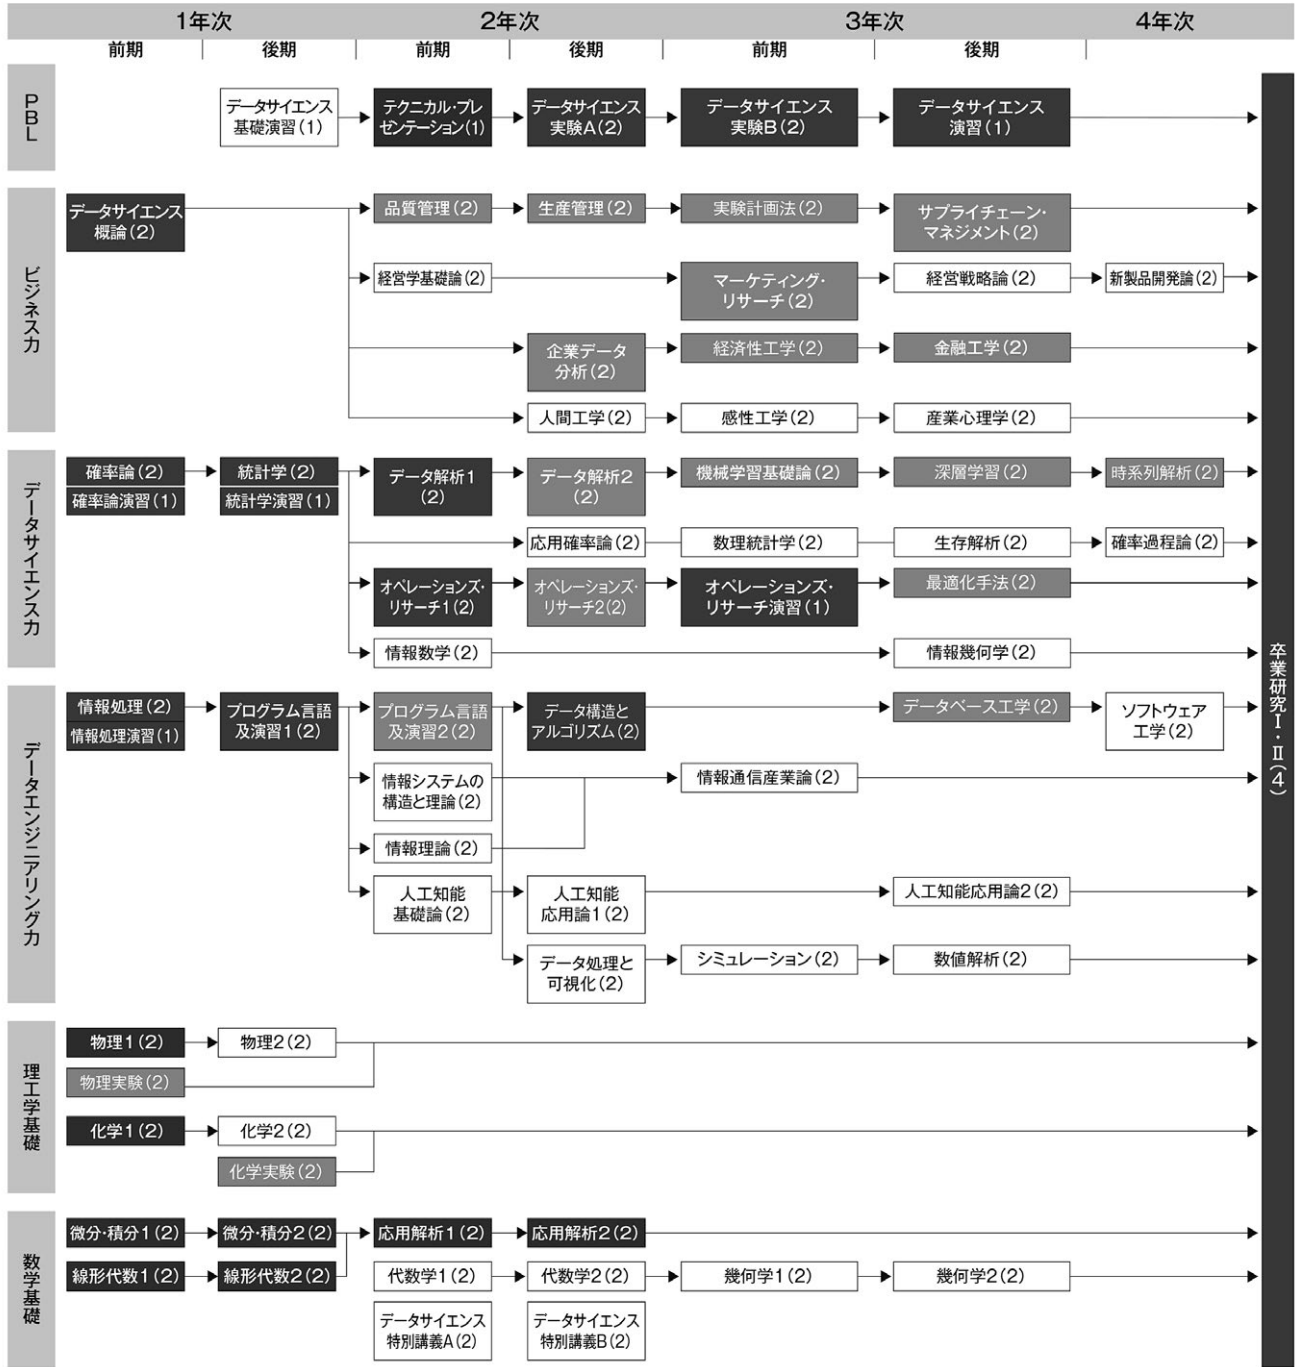 1年次 2年次 3年次 4年次
前期 後期 前期 後期 前期 後期
PBL
データサイエンス
基礎演習(1)
テクニカル・プレ
ゼンテーション(1)
データサイエンス
実験A(2)
データサイエンス
実験B(2)
データサイエンス
演習(1)
ビジネス力
データサイエンス
概論(2)
品質管理(2)
生産管理(2)
実験計画法(2)
サプライチェーン・
マネジメント(2)
経営学基礎論(2)
マーケティング・
リサーチ(2)
経営戦略論(2)
新製品開発論(2)
企業データ
分析(2)
経済性工学(2)
金融工学(2)
人間工学(2)
感性工学(2)
産業心理学(2)
データサイエンス力
確率論(2)
確率論演習(1)
統計学(2)
統計学演習(1)
データ解析1
(2)
データ解析2
(2)
機械学習基礎論(2)
深層学習(2)
時系列解析(2)
応用確率論(2)
数理統計学(2)
生存解析(2)
確率過程論(2)
オペレーションズ・
リサーチ1(2)
オペレーションズ・
リサーチ2(2)
オペレーションズ・
リサーチ演習(1)
最適化手法(2)
情報数学(2)
情報幾何学(2)
データエンジニアリング力
情報処理(2)
情報処理演習(1)
プログラム言語
及演習1(2)
プログラム言語
及演習2(2)
データ構造と
アルゴリズム(2)
データベース工学(2)
ソフトウェア
工学(2)
情報システムの
構造と理論(2)
情報通信産業論(2)
情報理論(2)
人工知能
基礎論(2)
人工知能
応用論1(2)
人工知能応用論2(2)
データ処理と
可視化(2)
シミュレーション(2)
数値解析(2)
理工学基礎
物理1(2)
物理2(2)
物理実験(2)
化学1(2)
化学2(2)
化学実験(2)
数学基礎
微分・積分1(2)
微分・積分2(2)
応用解析1(2)
応用解析2(2)
線形代数1(2)
線形代数2(2)
代数学1(2)
代数学2(2)
幾何学1(2)
幾何学2(2)
データサイエンス
特別講義A(2)
データサイエンス
特別講義B(2)
卒業研究Ⅰ・Ⅱ(4)